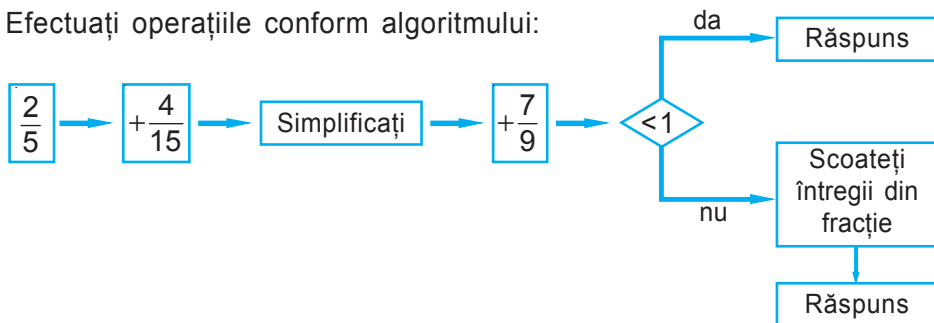 Efectuați operațiile conform algoritmului:
2/5
+4/15
Simplificați
+7/9
<1
da
Răspuns
nu
Scoateți
întregii din
fracție
Răspuns